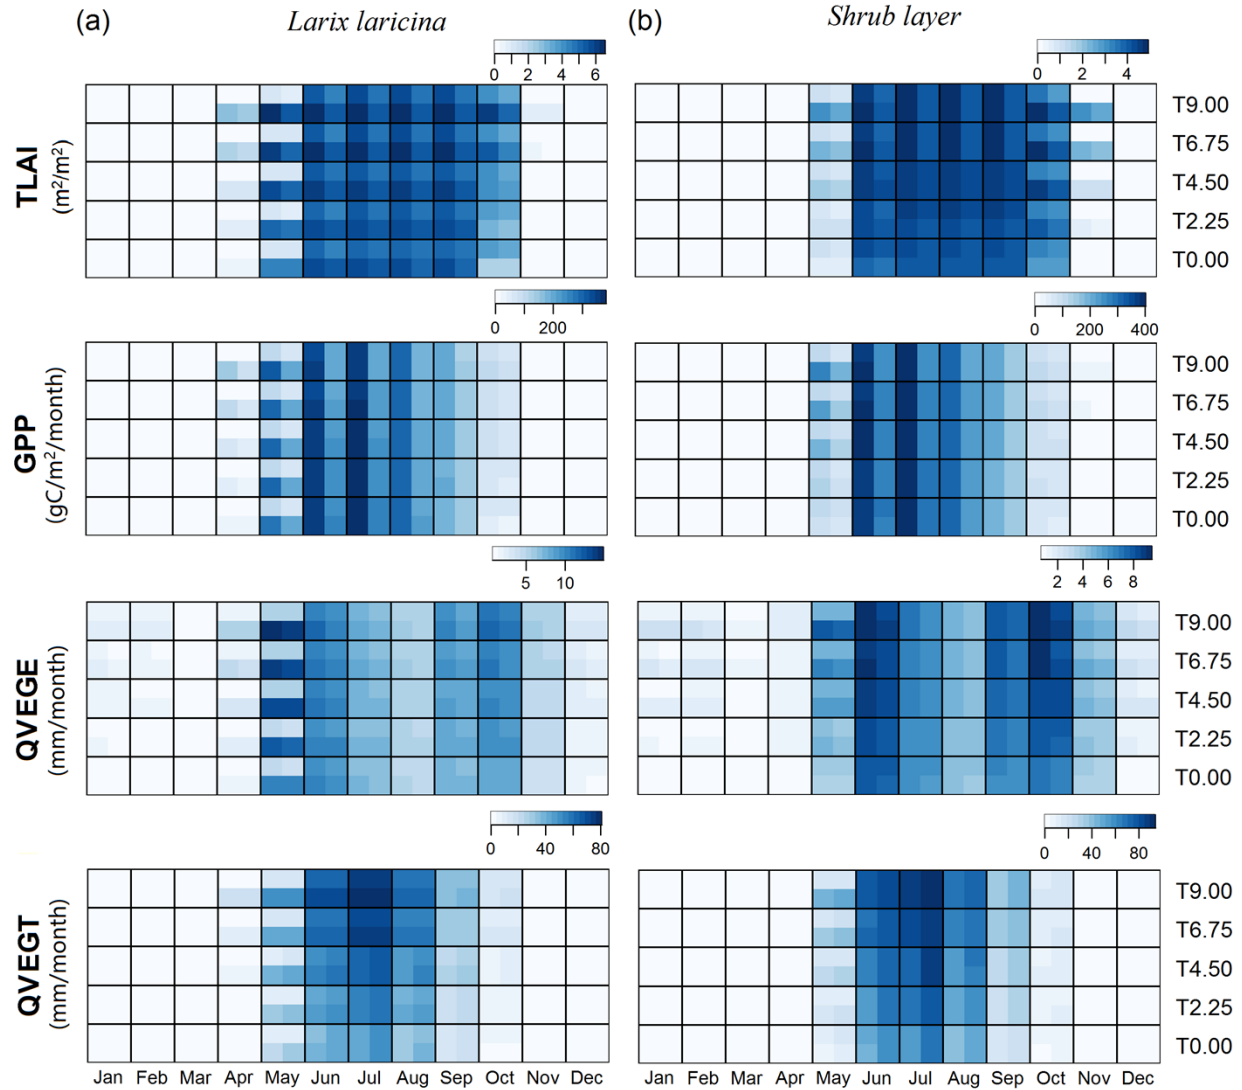 (a) Larix laricina (b) Shrub layer
0 2 4 6 0 2 4
TLAI
(m²/m²)
T9.00
T6.75
T4.50
T2.25
T0.00
0 200 0 200 400
GPP
(gC/m²/month)
T9.00
T6.75
T4.50
T2.25
T0.00
5 10 2 4 6 8
QVEGE
(mm/month)
T9.00
T6.75
T4.50
T2.25
T0.00
0 40 80 0 40 80
QVEGT
(mm/month)
T9.00
T6.75
T4.50
T2.25
T0.00
Jan Feb Mar Apr May Jun Jul Aug Sep Oct Nov Dec Jan Feb Mar Apr May Jun Jul Aug Sep Oct Nov Dec